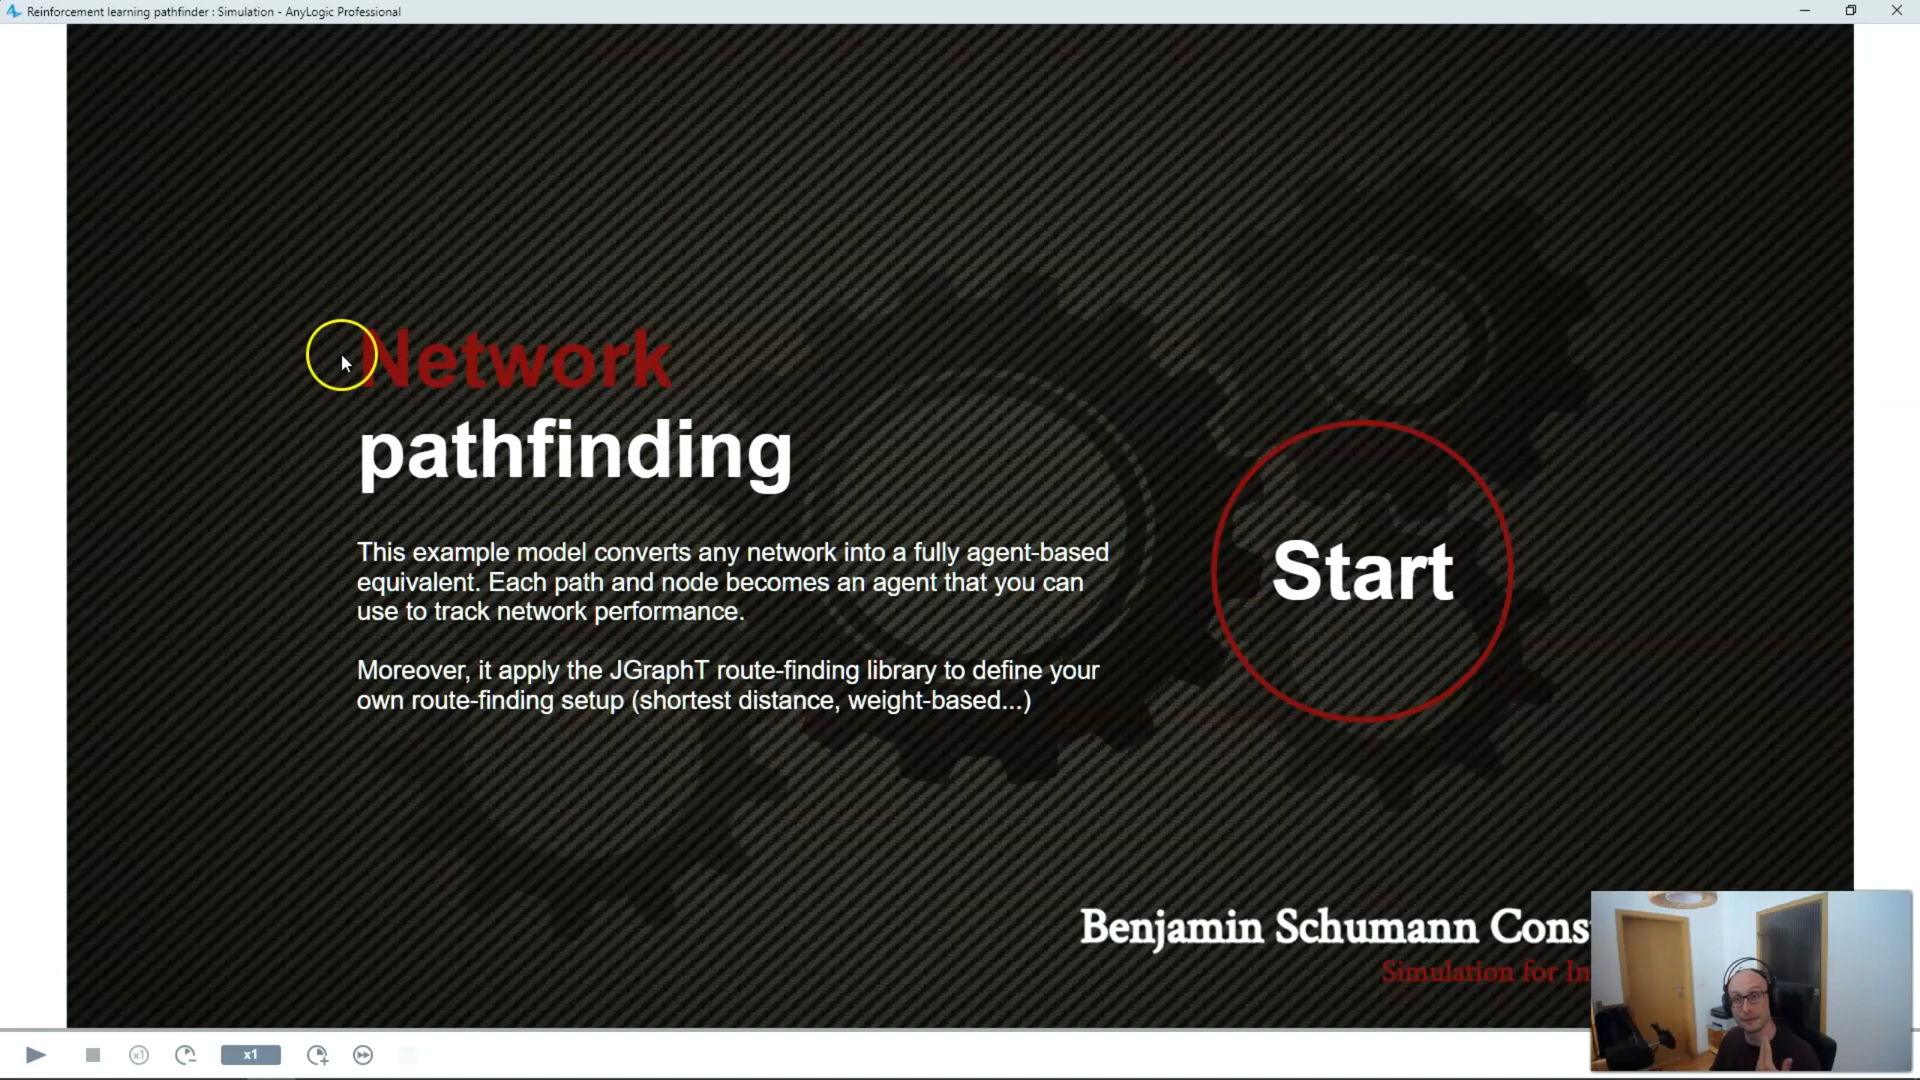 Reinforcement learning pathfinder : Simulation - AnyLogic Professional
Network
pathfinding
This example model converts any network into a fully agent-based
equivalent. Each path and node becomes an agent that you can
use to track network performance.
Moreover, it apply the JGraphT route-finding library to define your
own route-finding setup (shortest distance, weight-based...)
Start
Benjamin Schumann
Simulation for
x1
x1